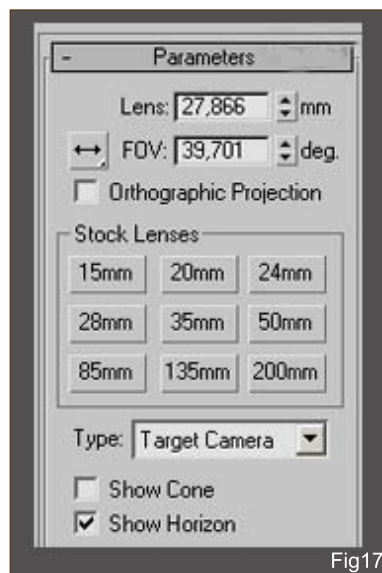 - Parameters
Lens: 27,866 mm
FOV: 39,701 deg.
Orthographic Projection
Stock Lenses
15mm 20mm 24mm
28mm 35mm 50mm
85mm 135mm 200mm
Type: Target Camera
Show Cone
Show Horizon
Fig17